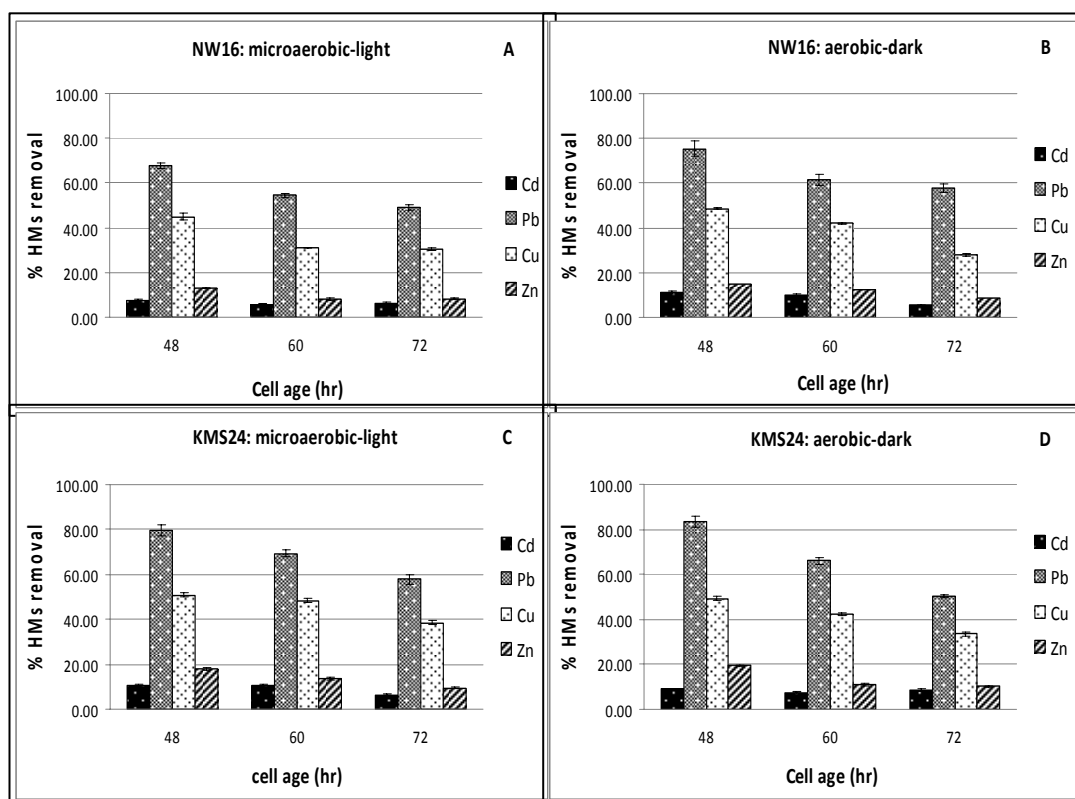 NW16: microaerobic-light
A
% HMs removal
100.00
80.00
60.00
40.00
20.00
0.00
48
60
72
Cell age (hr)
Cd
Pb
Cu
Zn
NW16: aerobic-dark
B
% HMs removal
100.00
80.00
60.00
40.00
20.00
0.00
48
60
72
Cell age (hr)
Cd
Pb
Cu
Zn
KMS24: microaerobic-light
C
% HMs removal
100.00
80.00
60.00
40.00
20.00
0.00
48
60
72
cell age (hr)
Cd
Pb
Cu
Zn
KMS24: aerobic-dark
D
% HMs removal
100.00
80.00
60.00
40.00
20.00
0.00
48
60
72
Cell age (hr)
Cd
Pb
Cu
Zn